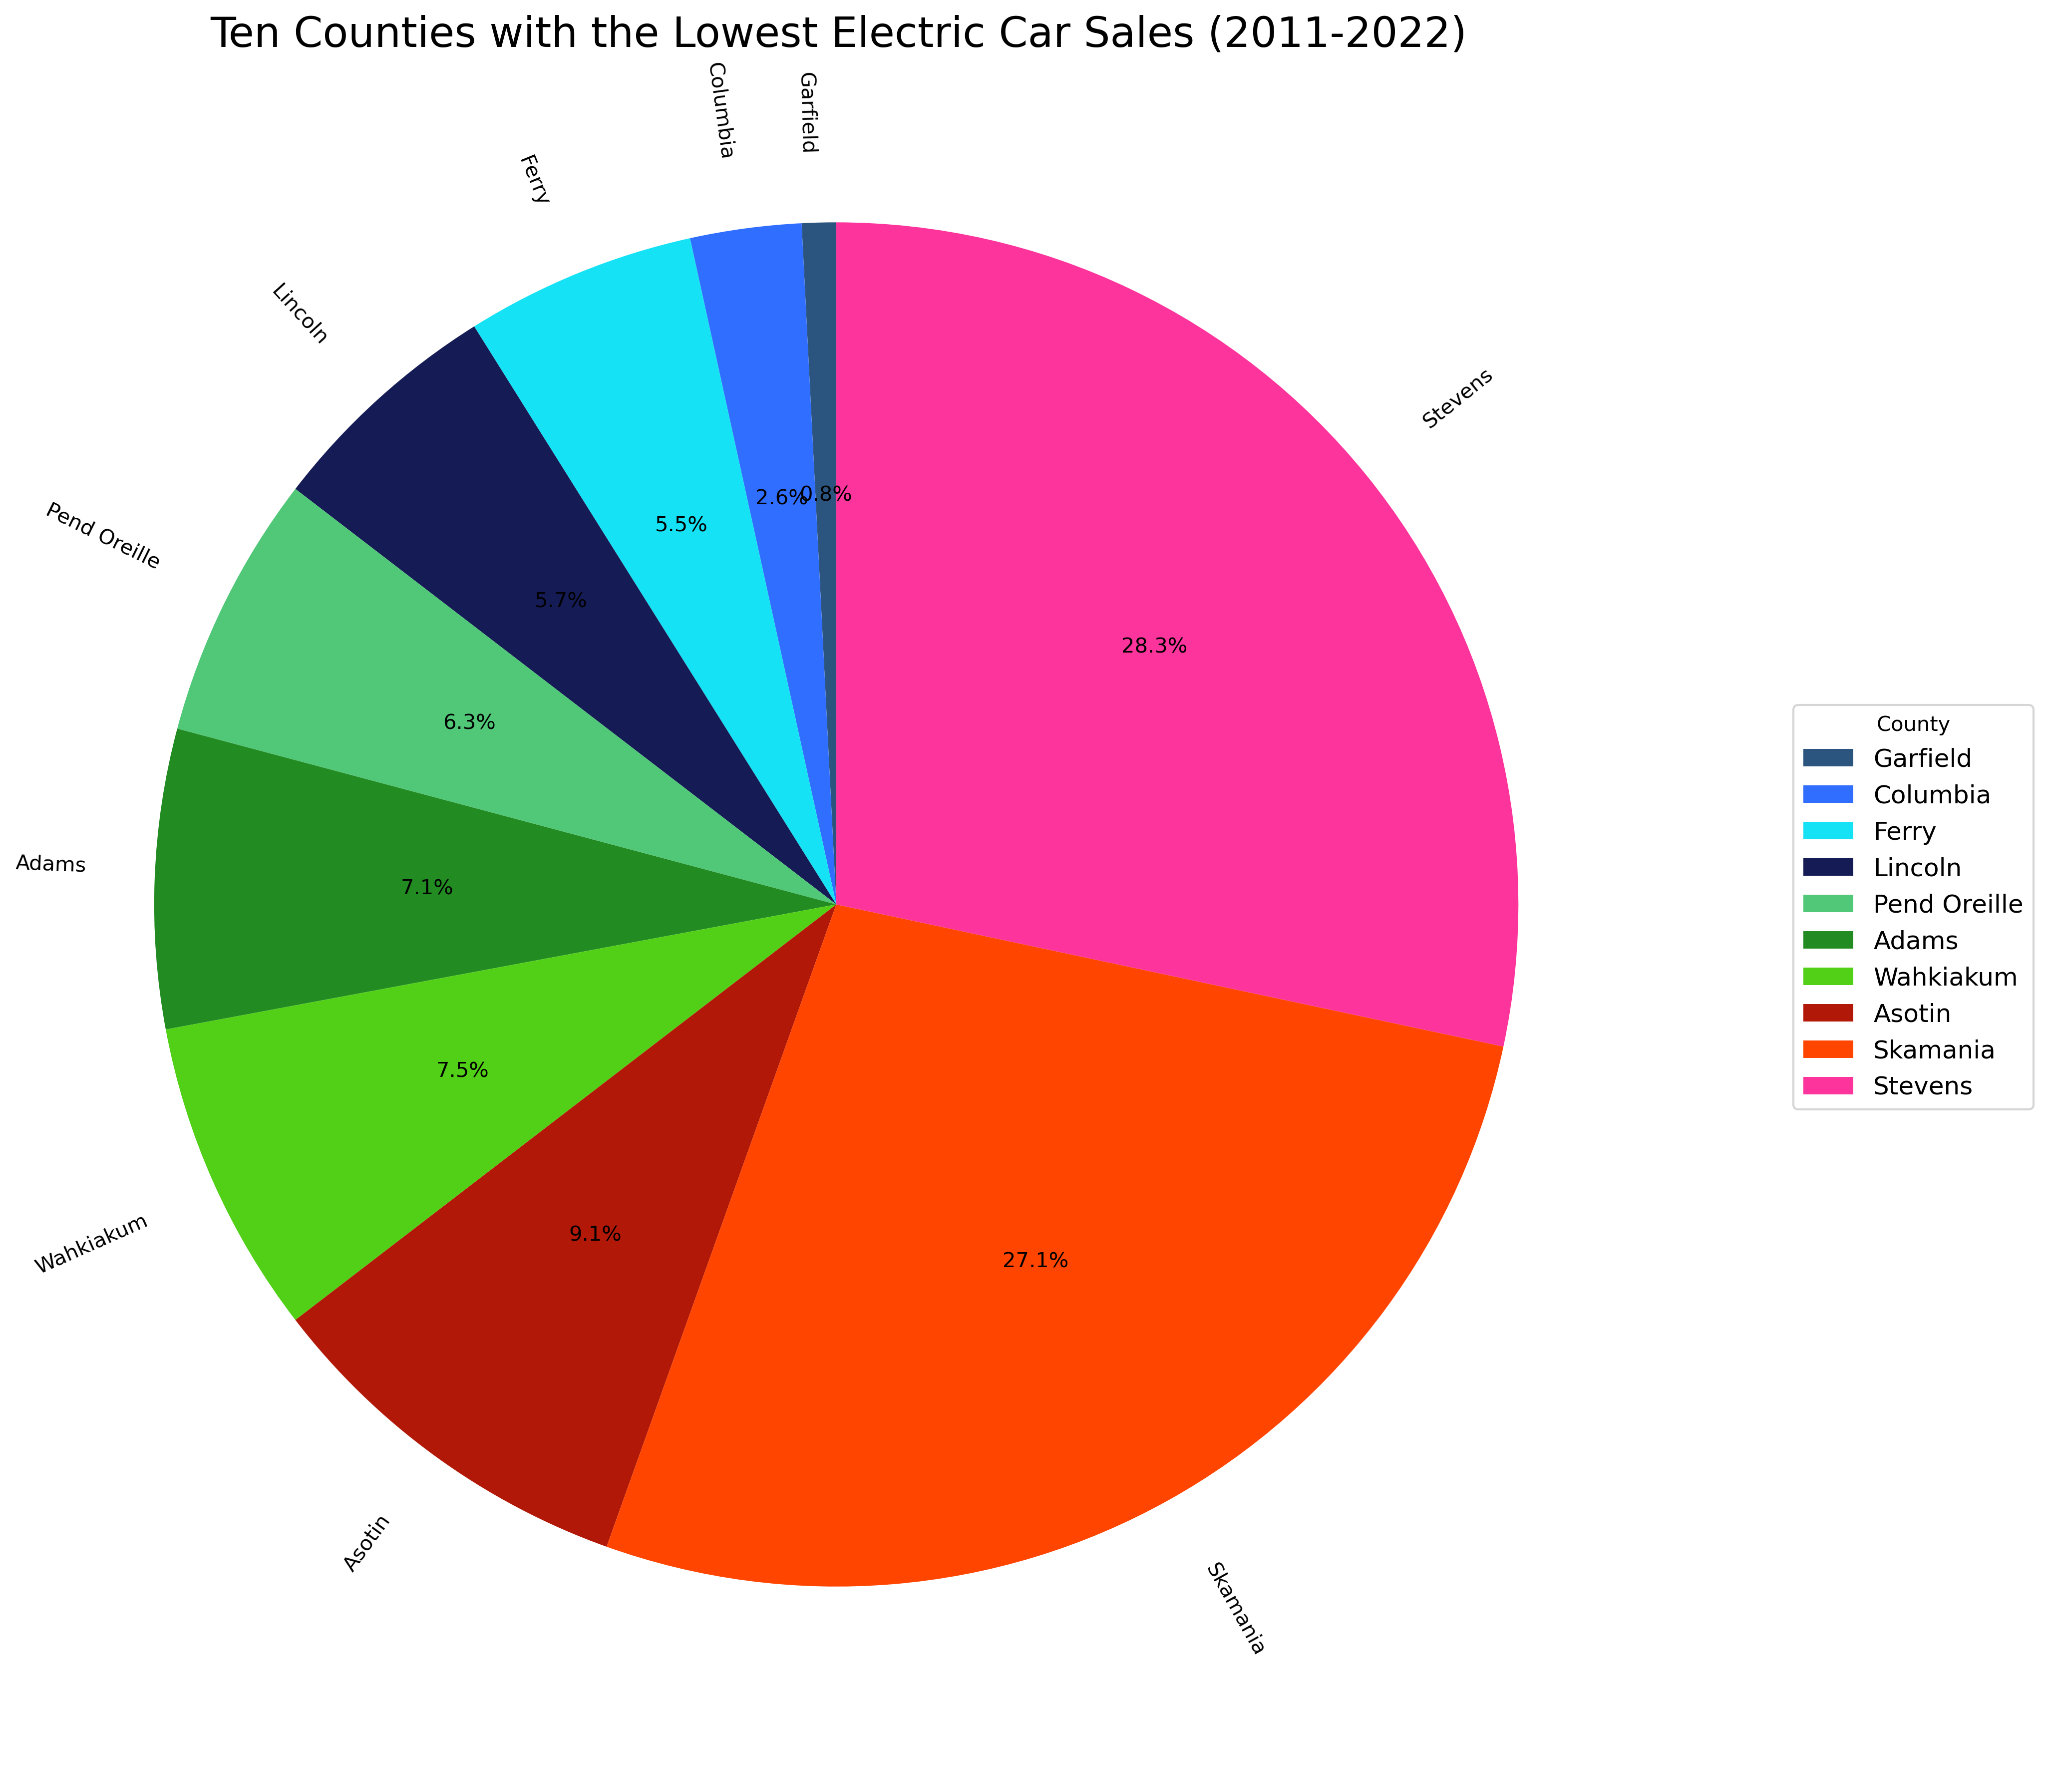 Ten Counties with the Lowest Electric Car Sales (2011-2022)
Garfield
Columbia
Ferry
Lincoln
Pend Oreille
Adams
Wahkiakum
Asotin
Skamania
Stevens
0.8%
2.6%
5.5%
5.7%
6.3%
7.1%
7.5%
9.1%
27.1%
28.3%
County
Garfield
Columbia
Ferry
Lincoln
Pend Oreille
Adams
Wahkiakum
Asotin
Skamania
Stevens